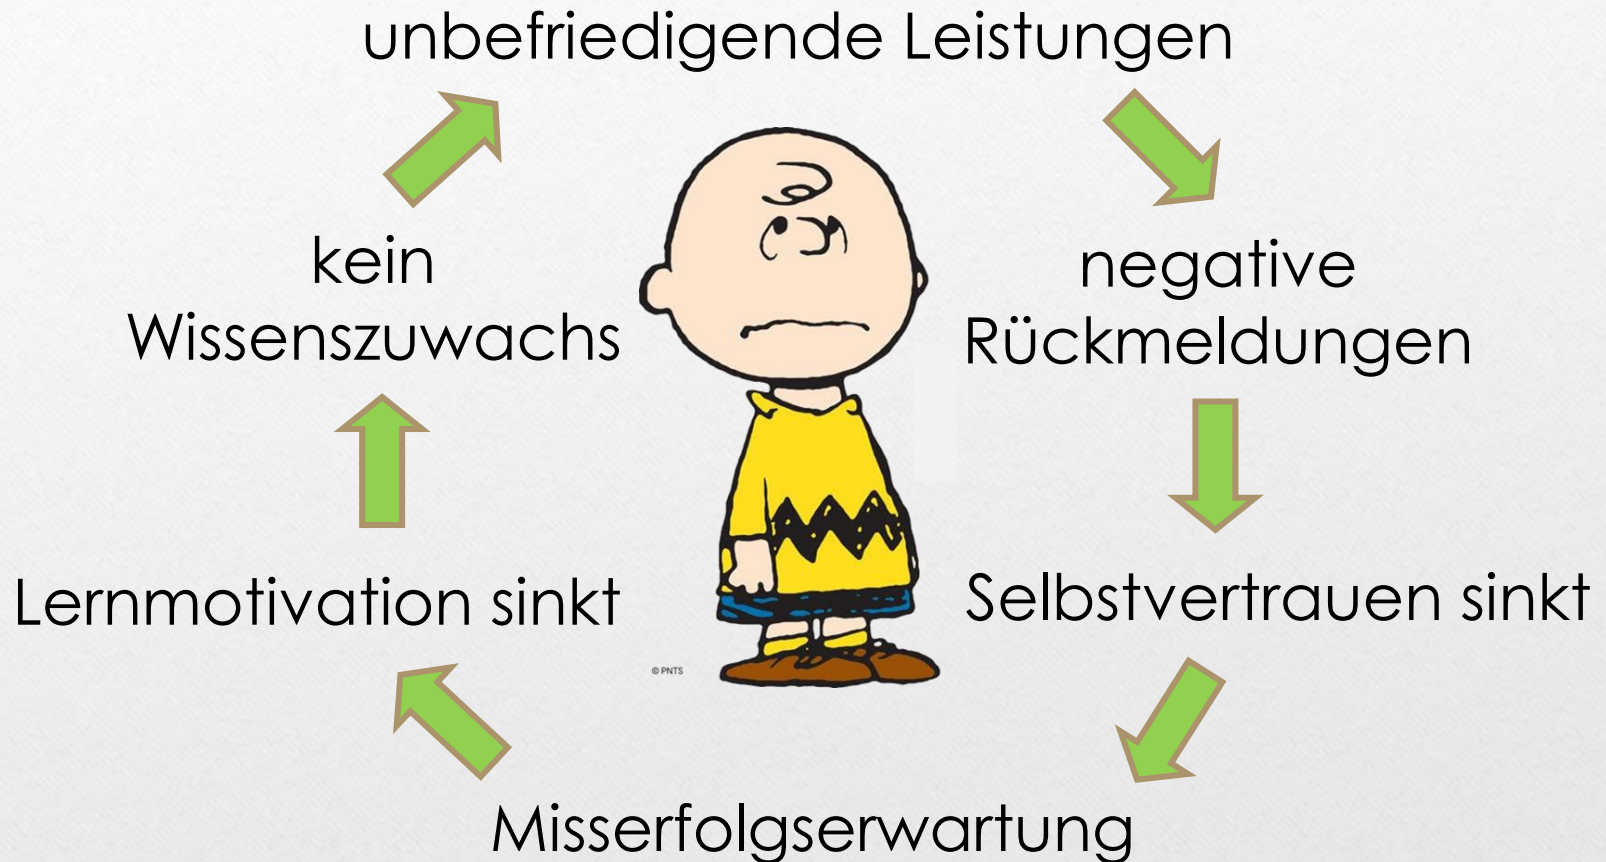 unbefriedigende Leistungen
negative
Rückmeldungen
Selbstvertrauen sinkt
Misserfolgserwartung
Lernmotivation sinkt
kein
Wissenszuwachs
© PNTS